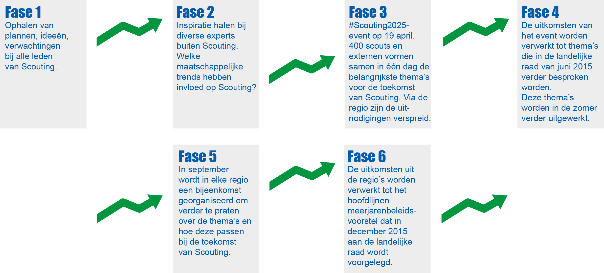 Fase 1
Ophalen van
plannen, ideeën,
verwachtingen
bij alle leden
van Scouting.
Fase 2
Inspiratie halen bij
diverse experts
buiten Scouting.
Welke
maatschappelijke
trends hebben
invloed op Scouting?
Fase 3
#Scouting2025-
event op 19 april.
400 scouts en
externen vormen
samen in één dag de
belangrijkste thema's
voor de toekomst
van Scouting. Via de
regio zijn de uit-
nodigingen verspreid.
Fase 4
De uitkomsten van
het event worden
verwerkt tot thema's
die in de landelijke
raad van juni 2015
verder besproken
worden.
Deze thema's
worden in de zomer
verder uitgewerkt.
Fase 5
In september
wordt in elke regio
een bijeenkomst
georganiseerd om
verder te praten
over de thema's en
hoe deze passen
bij de toekomst
van Scouting.
Fase 6
De uitkomsten uit
de regio's worden
verwerkt tot het
hoofdlijnen
meerjarenbeleids-
voorstel dat in
december 2015
aan de landelijke
raad wordt
voorgelegd.